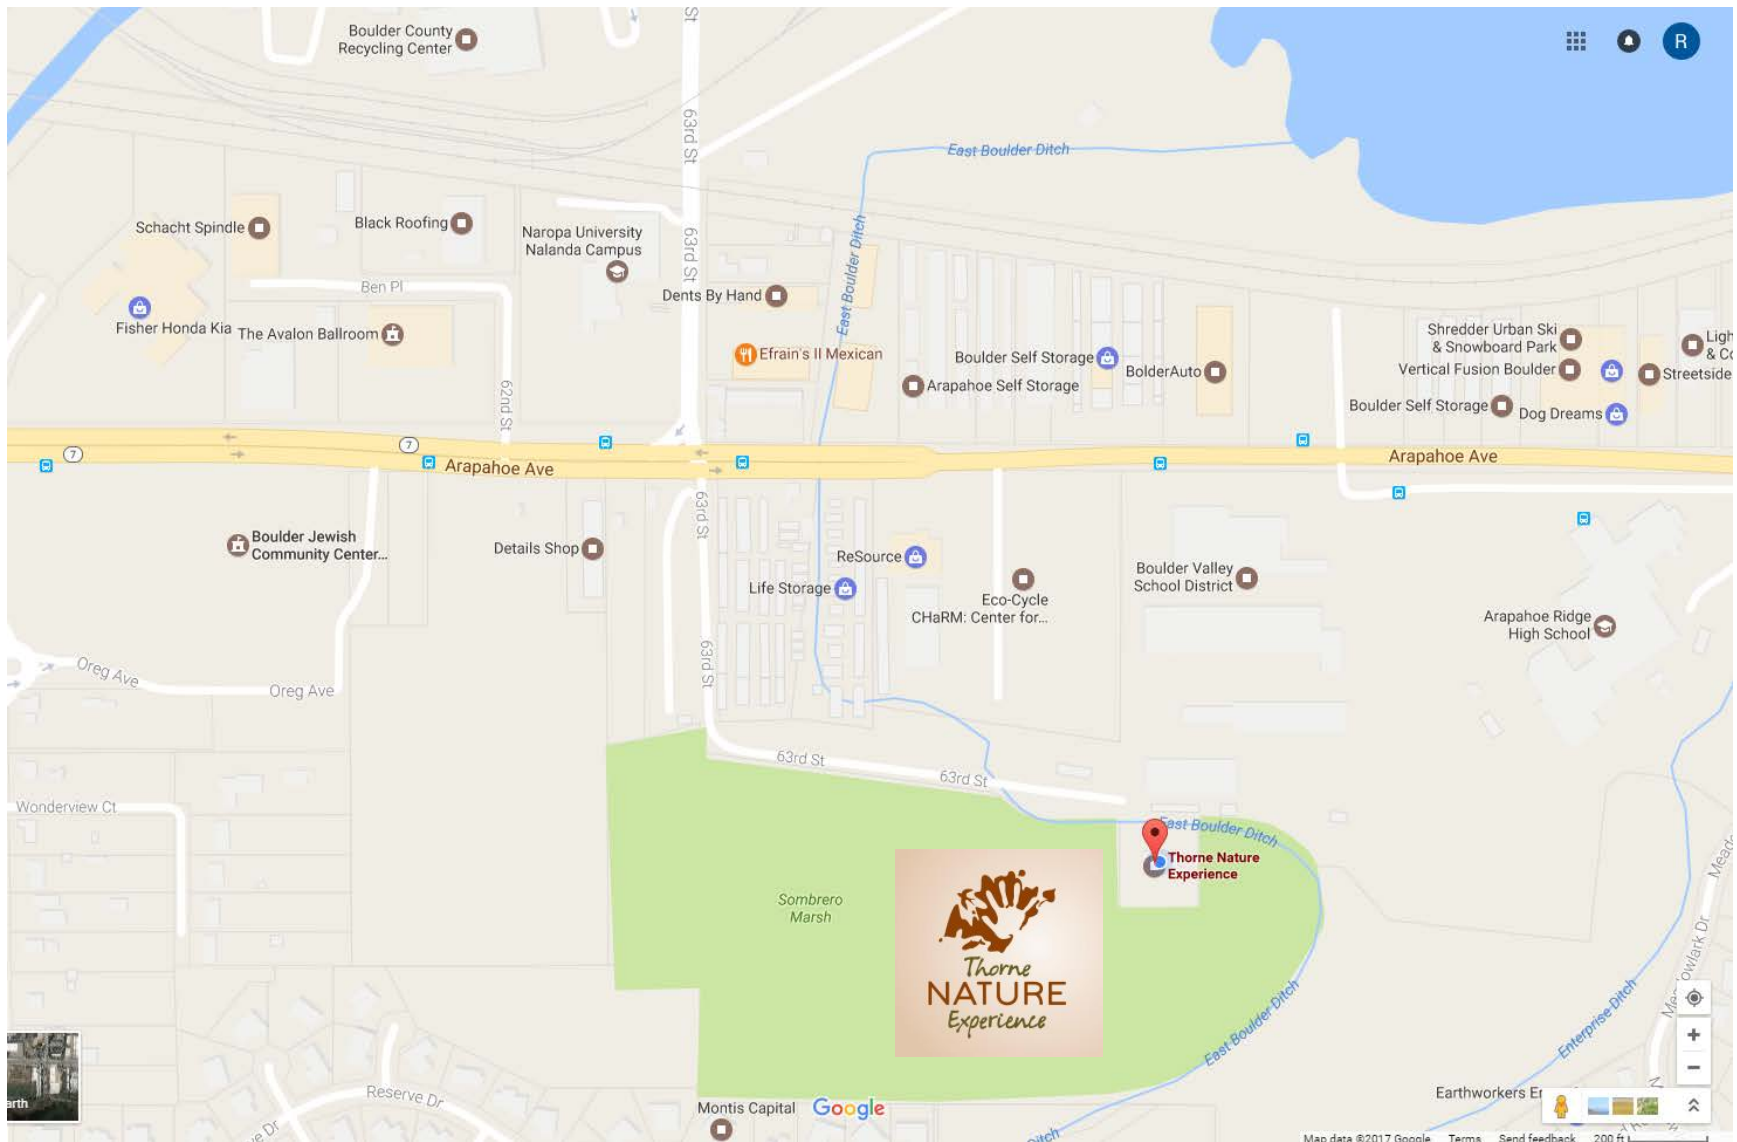 St
Boulder County
Recycling Center
R
63rd St
East Boulder Ditch
Schacht Spindle
Black Roofing
Naropa University
Nalanda Campus
63rd St
East Boulder Ditch
Ben Pl
Dents By Hand
Fisher Honda Kia
The Avalon Ballroom
Efrain's II Mexican
Boulder Self Storage
Arapahoe Self Storage
BolderAuto
Shredder Urban Ski
& Snowboard Park
Vertical Fusion Boulder
Ligh
& Co
Streetside
Boulder Self Storage
Dog Dreams
62nd St
7
7
Arapahoe Ave
Arapahoe Ave
63rd St
Boulder Jewish
Community Center...
Details Shop
ReSource
Life Storage
Eco-Cycle
CHaRM: Center for...
Boulder Valley
School District
Arapahoe Ridge
High School
63rd St
Oreg Ave
Oreg Ave
63rd St
63rd St
Wonderview Ct
East Boulder Ditch
Thorne Nature
Experience
Sombrero
Marsh
Thorne
NATURE
Experience
Meadowlark Dr
East Boulder Ditch
Enterprise Ditch
Reserve Dr
Montis Capital
Google
Earthworkers
arth
Map data ©2017 Google Terms Send feedback 200 ft